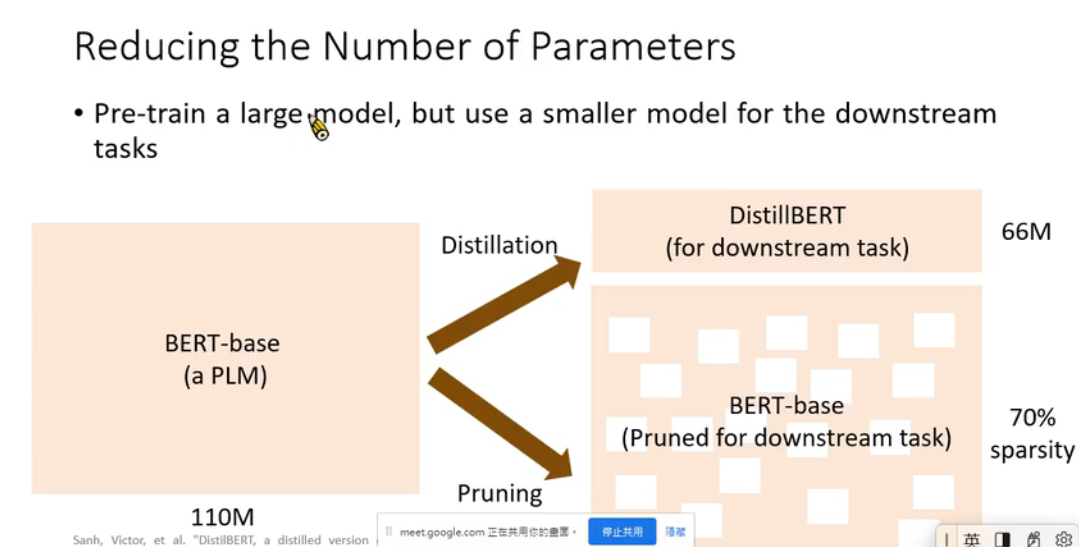 Reducing the Number of Parameters
• Pre-train a large model, but use a smaller model for the downstream
tasks
DistillBERT
(for downstream task)
66M
Distillation
BERT-base
(a PLM)
BERT-base
(Pruned for downstream task)
70%
sparsity
Pruning
110M
meet.google.com 正在共用你的畫面。
停止共用
隱藏
Sanh, Victor, et al. "DistilBERT, a distilled version
英